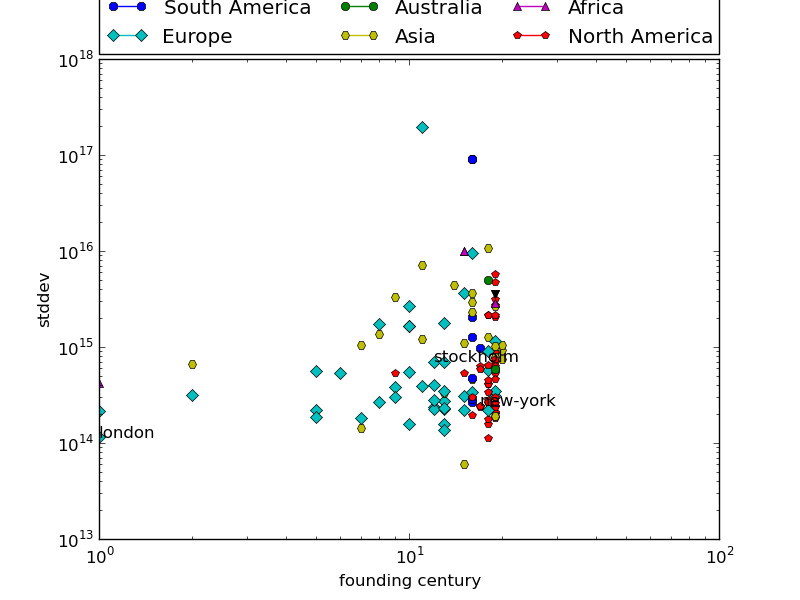 South America Australia Africa
Europe Asia North America
10^18
10^17
10^16
10^15
10^14
10^13
stddev
stockholm
new-york
london
10^0 10^1 10^2
founding century